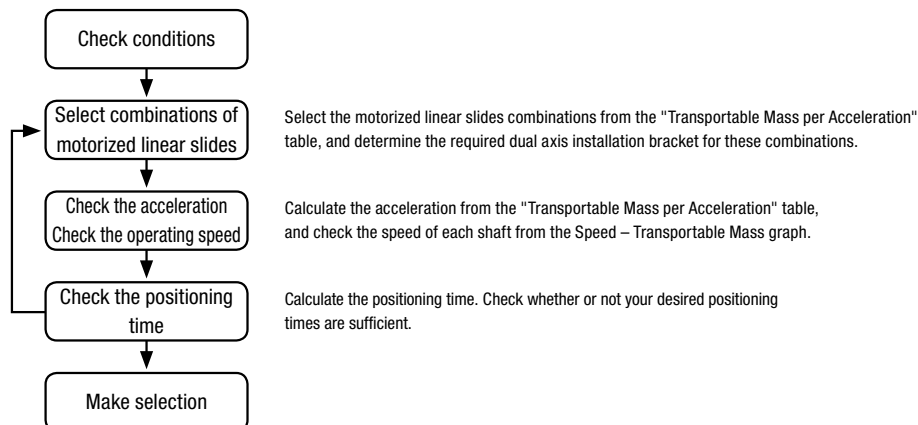 Check conditions
Select combinations of
motorized linear slides
Select the motorized linear slides combinations from the "Transportable Mass per Acceleration"
table, and determine the required dual axis installation bracket for these combinations.
Check the acceleration
Check the operating speed
Calculate the acceleration from the "Transportable Mass per Acceleration" table,
and check the speed of each shaft from the Speed – Transportable Mass graph.
Check the positioning
time
Calculate the positioning time. Check whether or not your desired positioning
times are sufficient.
Make selection